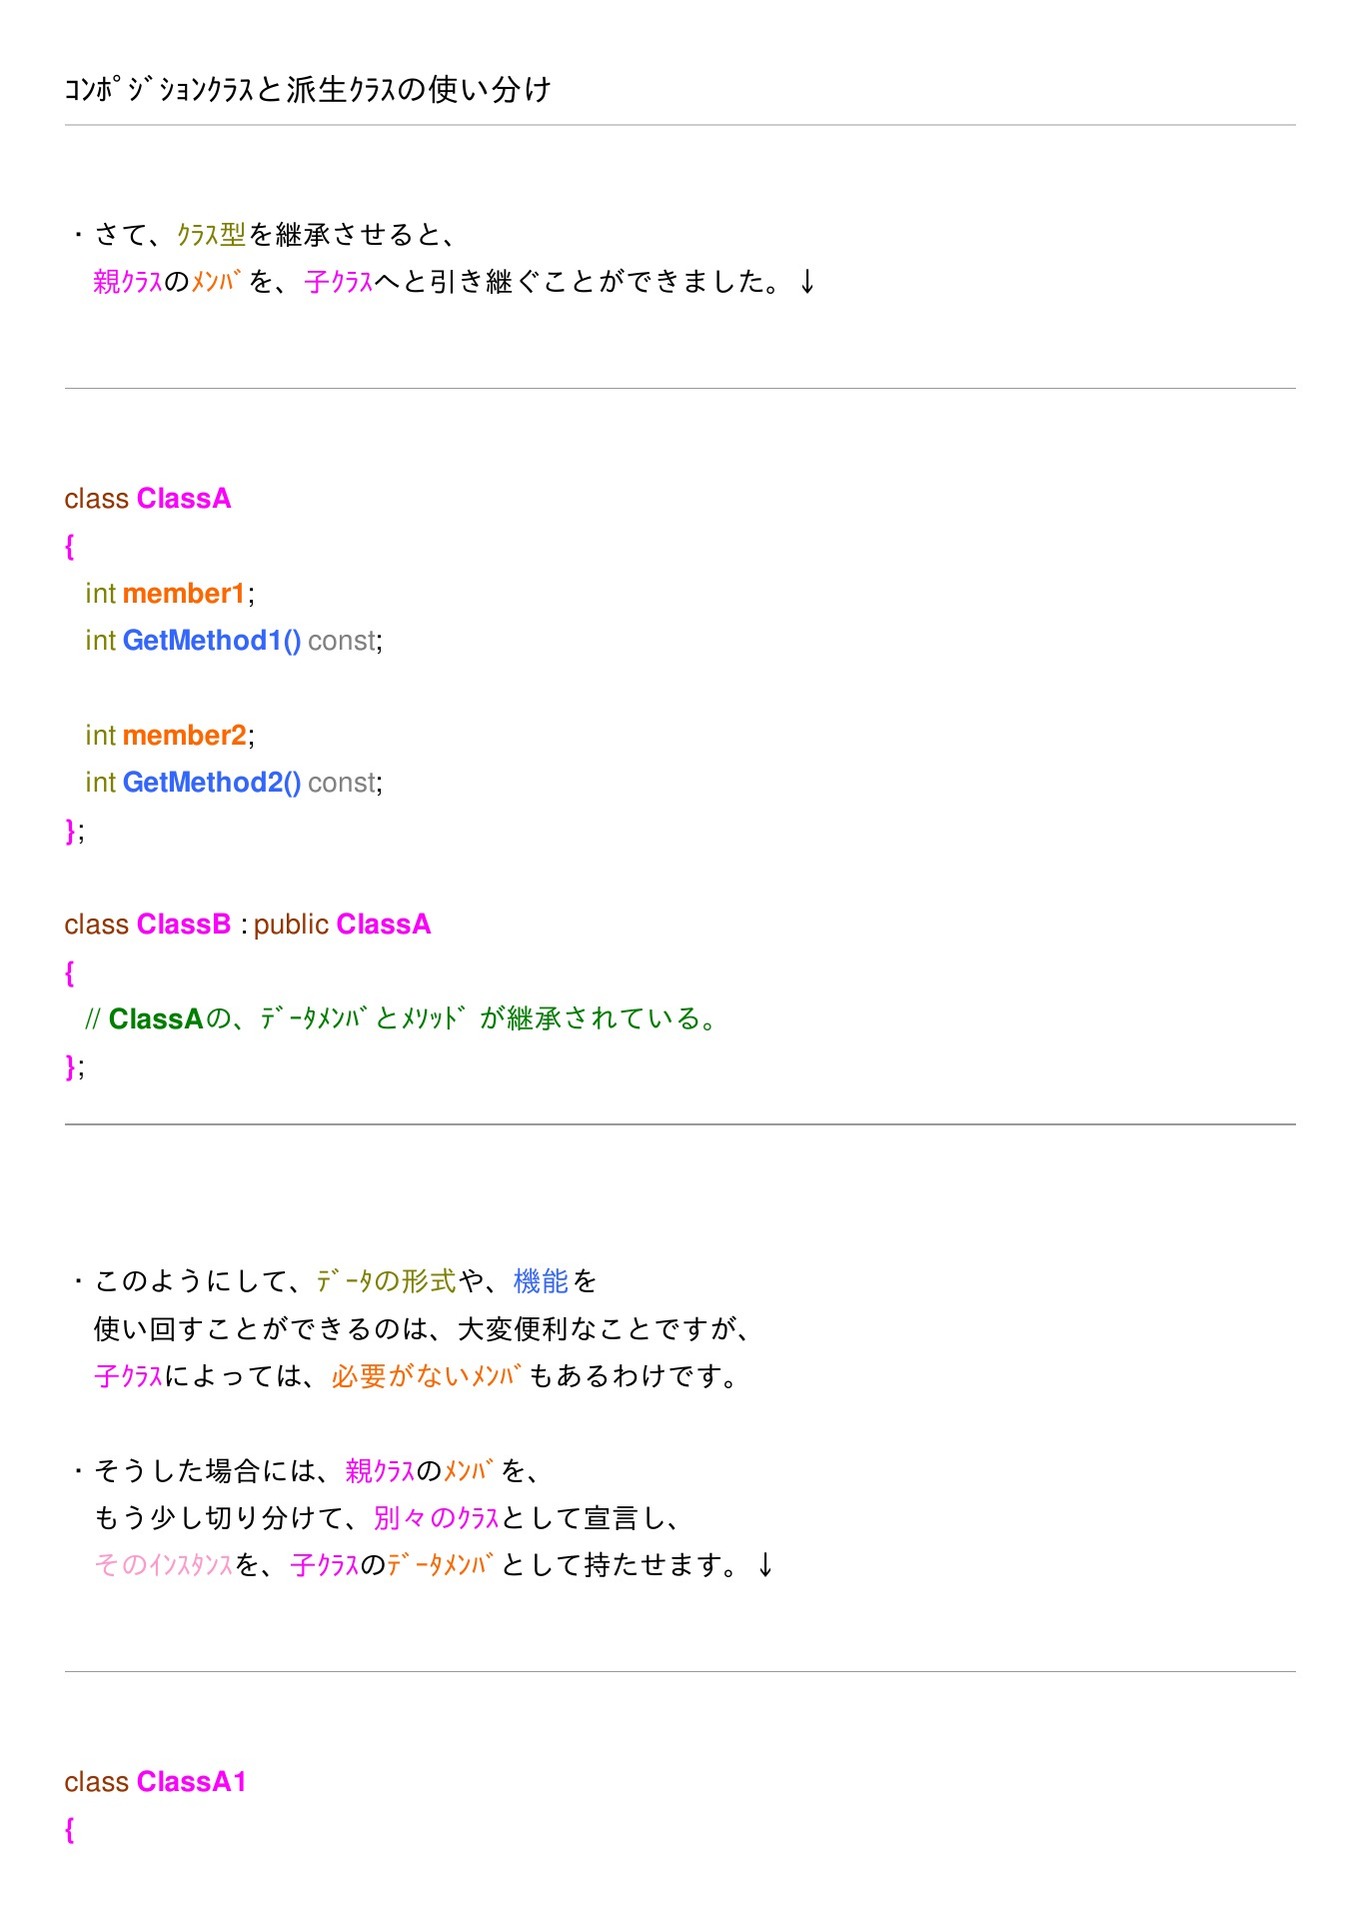 ｺﾝﾎﾟｼﾞｼｮﾝｸﾗｽと派生ｸﾗｽの使い分け
・さて、ｸﾗｽ型を継承させると、
親ｸﾗｽのﾒﾝﾊﾞを、子ｸﾗｽへと引き継ぐことができました。↓
class ClassA
{
int member1;
int GetMethod1() const;
int member2;
int GetMethod2() const;
};
class ClassB : public ClassA
{
// ClassAの、ﾃﾞｰﾀﾒﾝﾊﾞとﾒｿｯﾄﾞが継承されている。
};
・このようにして、ﾃﾞｰﾀの形式や、機能を
使い回すことができるのは、大変便利なことですが、
子ｸﾗｽによっては、必要がないﾒﾝﾊﾞもあるわけです。
・そうした場合には、親ｸﾗｽのﾒﾝﾊﾞを、
もう少し切り分けて、別々のｸﾗｽとして宣言し、
そのｲﾝｽﾀﾝｽを、子ｸﾗｽのﾃﾞｰﾀﾒﾝﾊﾞとして持たせます。↓
class ClassA1
{